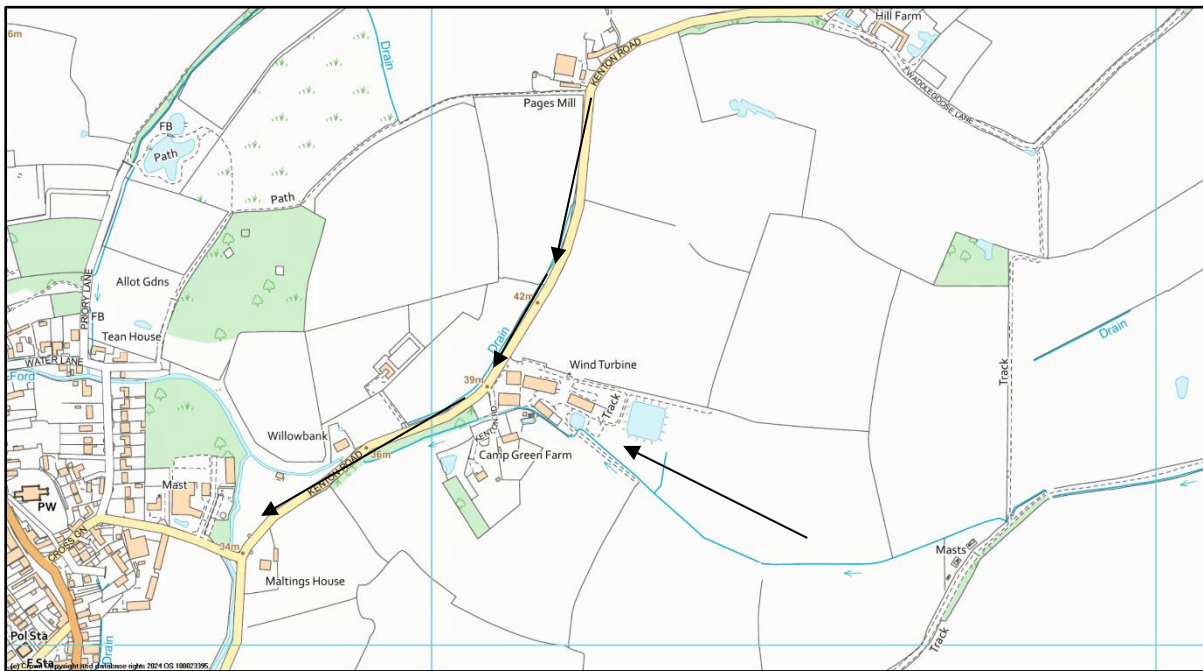 6m
Hill Farm
Drain
KENTON ROAD
Pages Mill
WADDLEGOOSE LANE
FB
Path
Path
Allot Gdns
PRIORY LANE
FB
42m
Drain
Drain
Tean House
Track
WATER LANE
Wind Turbine
Ford
39m
Track
KENTON RD
Willowbank
36m
Camp Green Farm
KENTON ROAD
Mast
PW
CROSS GN
34m
Masts
Maltings House
Pol Sta
Drain
Track
F Sta
(c) Crown Copyright and database rights 2024 OS 100023395